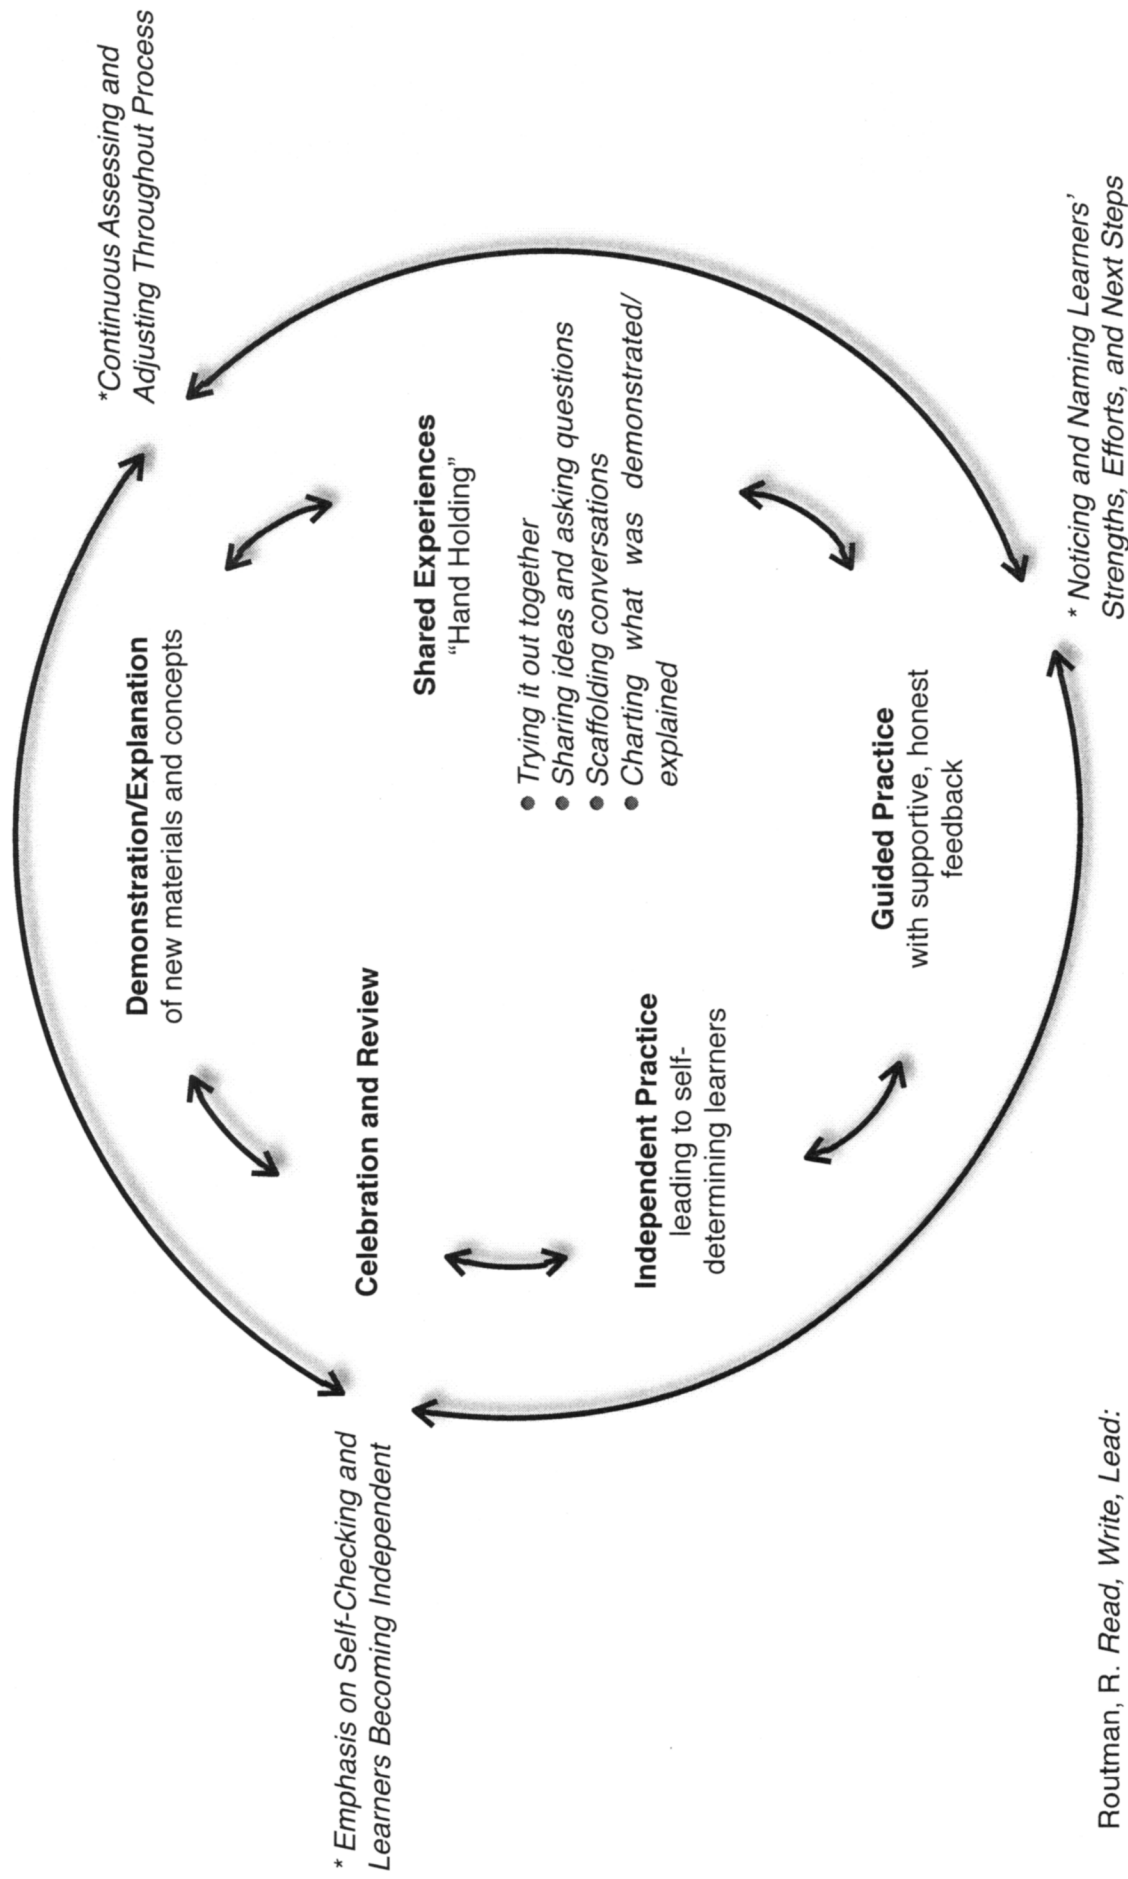 *Continuous Assessing and
Adjusting Throughout Process
Demonstration/Explanation
of new materials and concepts
Shared Experiences
“Hand Holding”
● Trying it out together
● Sharing ideas and asking questions
● Scaffolding conversations
● Charting what was demonstrated/
explained
Celebration and Review
* Emphasis on Self-Checking and
Learners Becoming Independent
Independent Practice
leading to self-
determining learners
Guided Practice
with supportive, honest
feedback
* Noticing and Naming Learners’
Strengths, Efforts, and Next Steps
Routman, R. Read, Write, Lead: